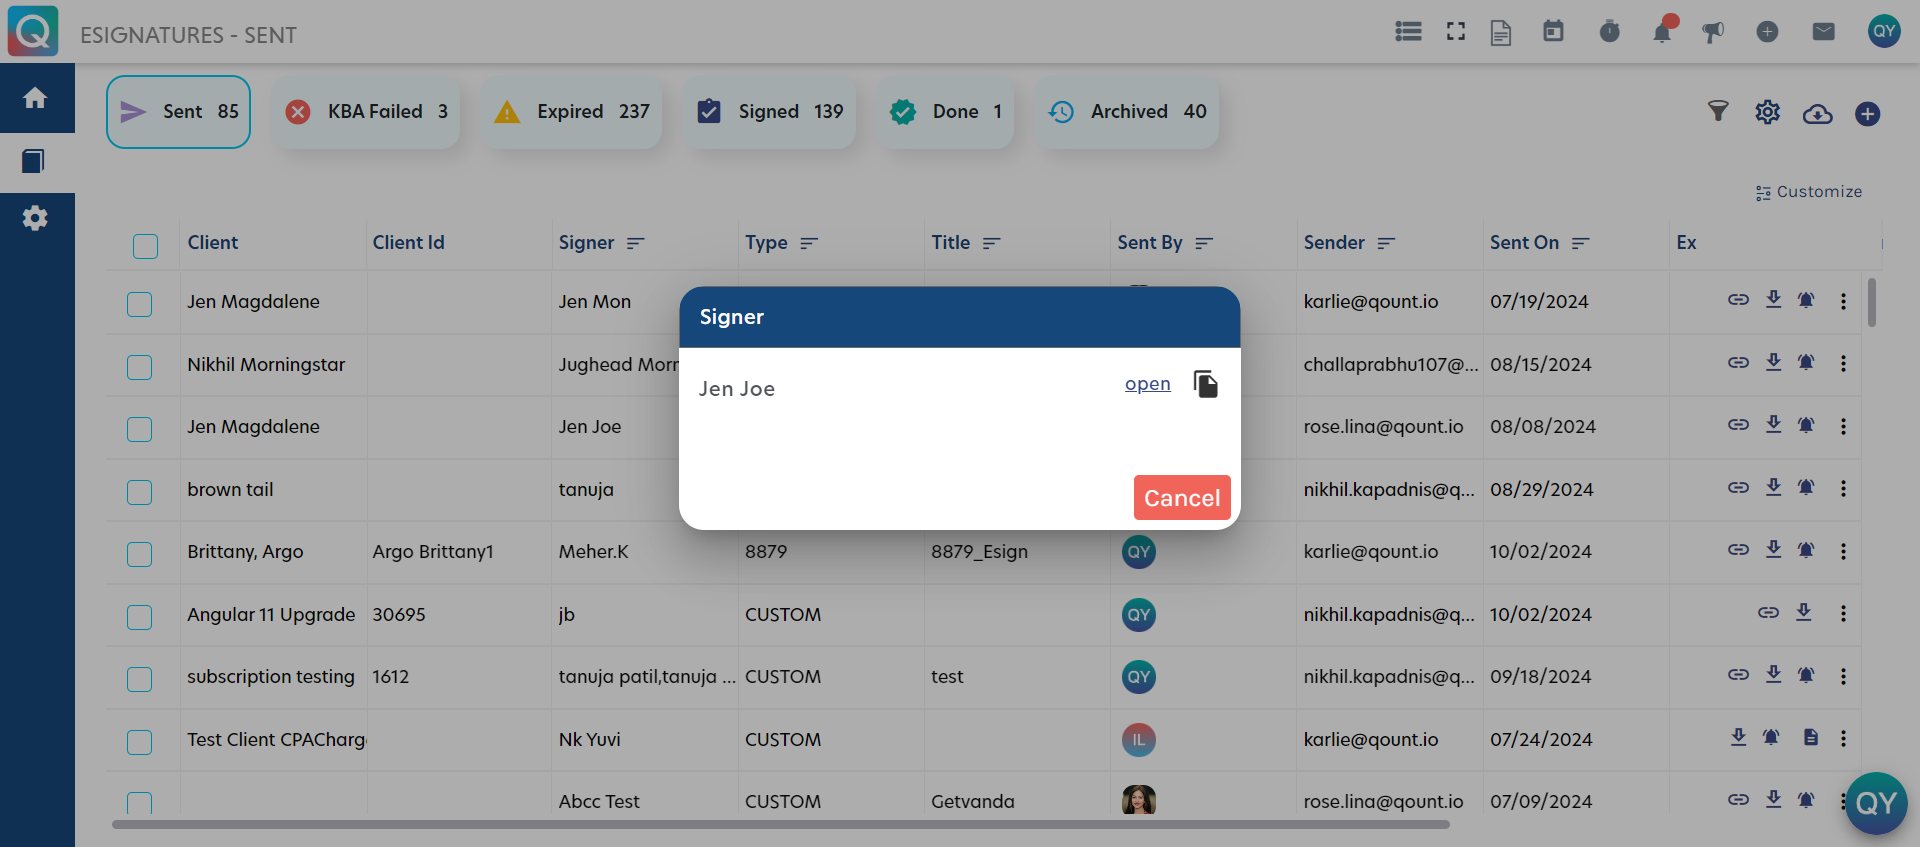 ESIGNATURES - SENT
QY
Sent 85
KBA Failed 3
Expired 237
Signed 139
Done 1
Archived 40
Customize
Client Client Id Signer Type Title Sent By Sender Sent On Ex
Jen Magdalene Jen Mon karlie@qount.io 07/19/2024
Nikhil Morningstar Jughead Morr challaprabhu107@... 08/15/2024
Jen Magdalene Jen Joe rose.lina@qount.io 08/08/2024
brown tail tanuja nikhil.kapadnis@q... 08/29/2024
Signer
Jen Joe open
Cancel
Brittany, Argo Argo Brittany1 Meher.K 8879 8879_Esign QY karlie@qount.io 10/02/2024
Angular 11 Upgrade 30695 jb CUSTOM QY nikhil.kapadnis@q... 10/02/2024
subscription testing 1612 tanuja patil,tanuja ... CUSTOM test QY nikhil.kapadnis@q... 09/18/2024
Test Client CPACharg Nk Yuvi CUSTOM IL karlie@qount.io 07/24/2024
Abcc Test CUSTOM Getvanda rose.lina@qount.io 07/09/2024
QY